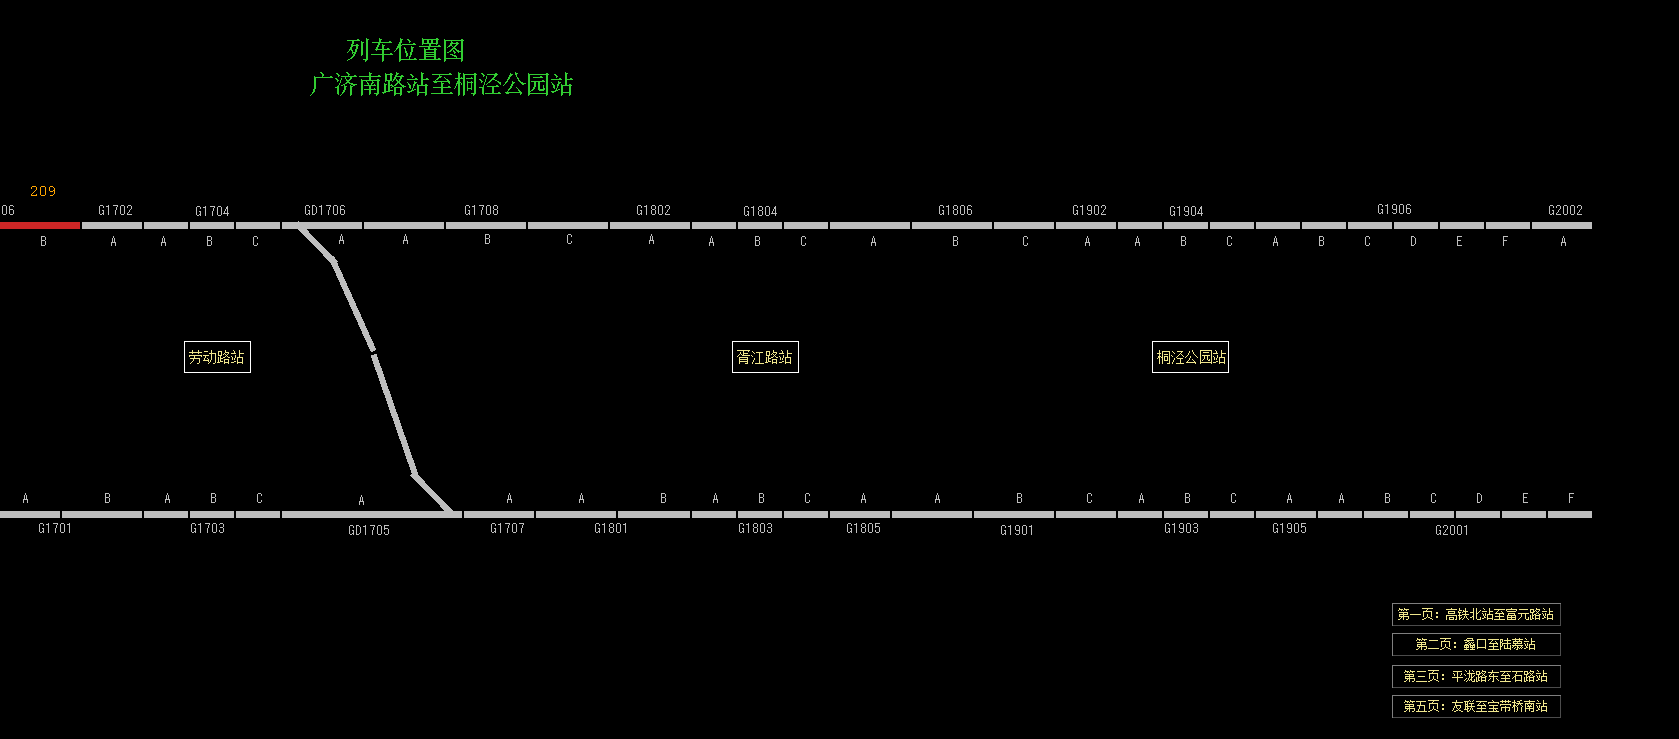 列车位置图
广济南路站至桐泾公园站
209
06 G1702 G1704 GD1706 G1708 G1802 G1804 G1806 G1902 G1904 G1906 G2002
B A A B C A A B C A A B C A B C A A B C A B C D E F A
劳动路站 胥江路站 桐泾公园站
A B A B C A A A B A B C A A B C A B C A A B C D E F
G1701 G1703 GD1705 G1707 G1801 G1803 G1805 G1901 G1903 G1905 G2001
第一页：高铁北站至富元路站
第二页：蠡口至陆慕站
第三页：平泷路东至石路站
第五页：友联至宝带桥南站